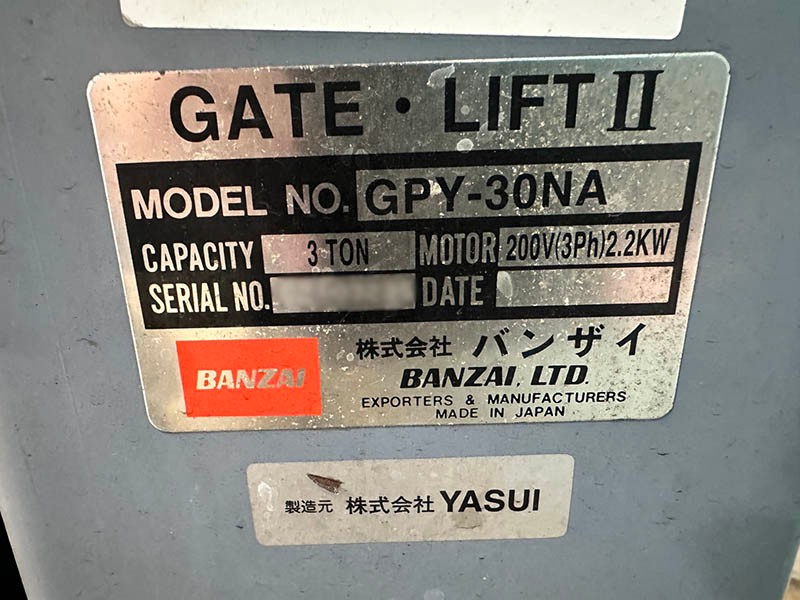 GATE・LIFT II
MODEL NO. GPY-30NA
CAPACITY 3 TON MOTOR 200V(3Ph)2.2KW
SERIAL NO. DATE
BANZAI
株式会社 バンザイ
BANZAI, LTD.
EXPORTERS & MANUFACTURERS
MADE IN JAPAN
製造元 株式会社 YASUI